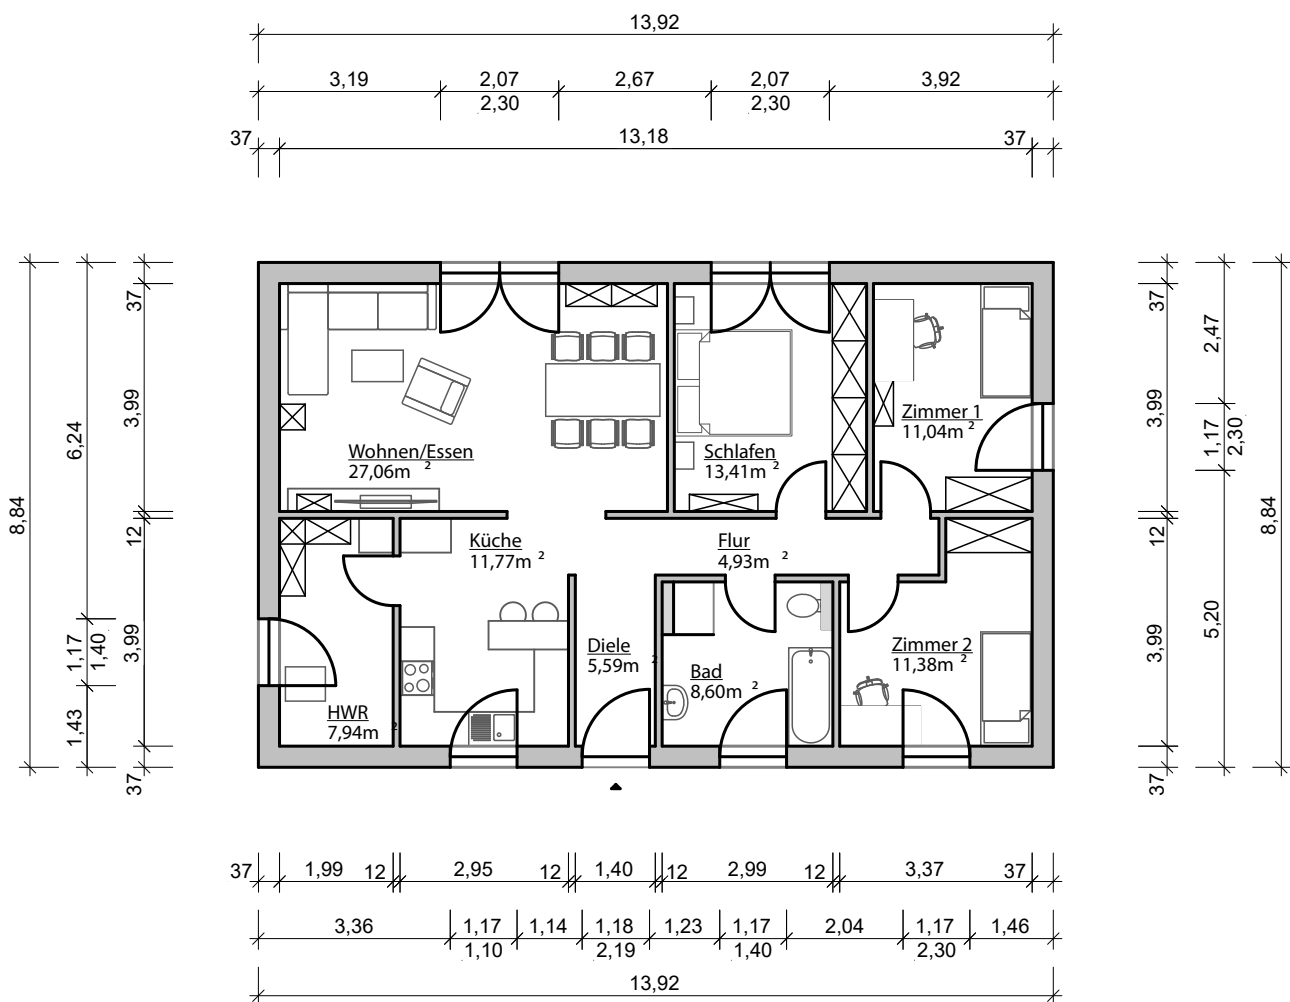 13,92
3,19 2,07 2,67 2,07 3,92
2,30 2,30
37 13,18 37
37 37
2,47
3,99 3,99
6,24
1,17
2,30
Zimmer 1
11,04m ²
Wohnen/Essen
27,06m ²
Schlafen
13,41m ²
8,84 8,84
12 12
Küche
11,77m ²
Flur
4,93m ²
5,20
1,17
1,40
3,99 3,99
Diele
5,59m ²
Zimmer 2
11,38m ²
Bad
8,60m ²
1,43
HWR
7,94m ²
37 37
37 1,99 12 2,95 12 1,40 12 2,99 12 3,37 37
3,36 1,17 1,14 1,18 1,23 1,17 2,04 1,17 1,46
1,10 2,19 1,40 2,30
13,92